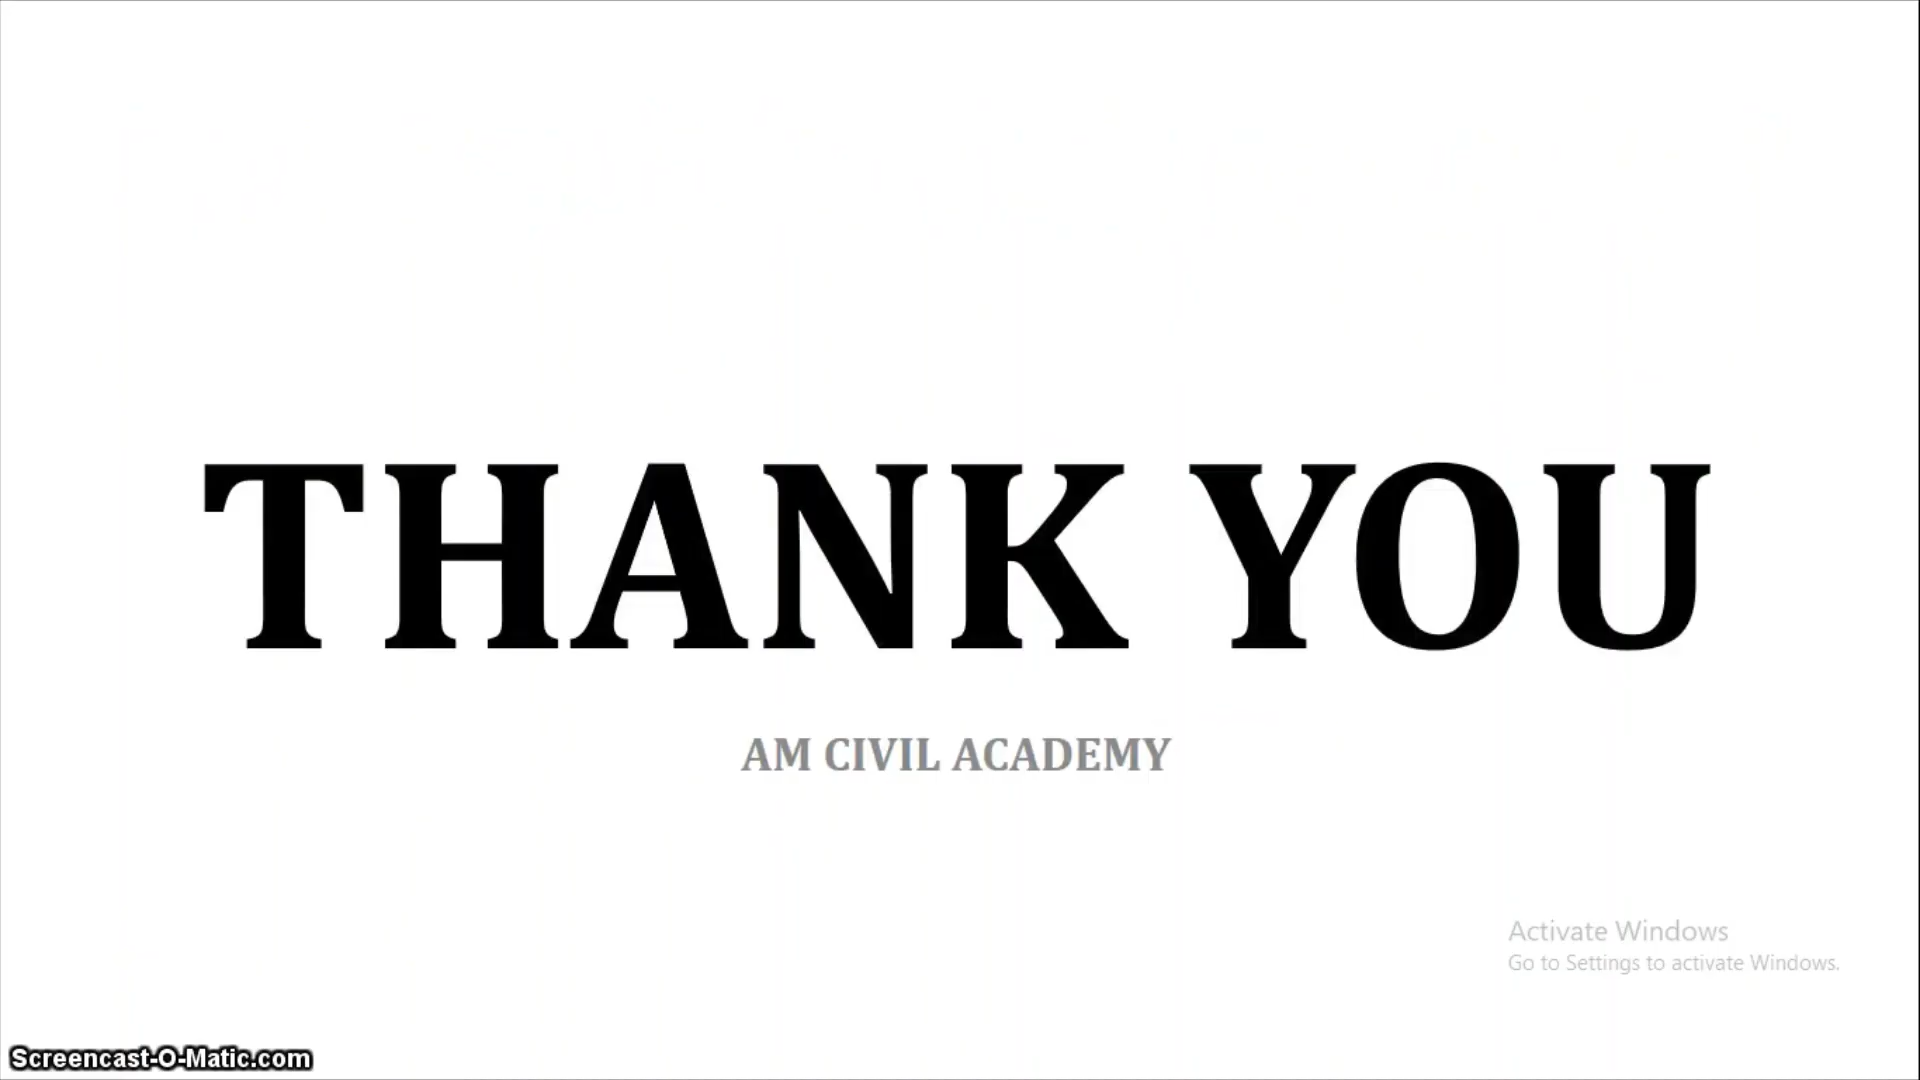 THANK YOU
AM CIVIL ACADEMY
Activate Windows
Go to Settings to activate Windows.
Screencast-O-Matic.com